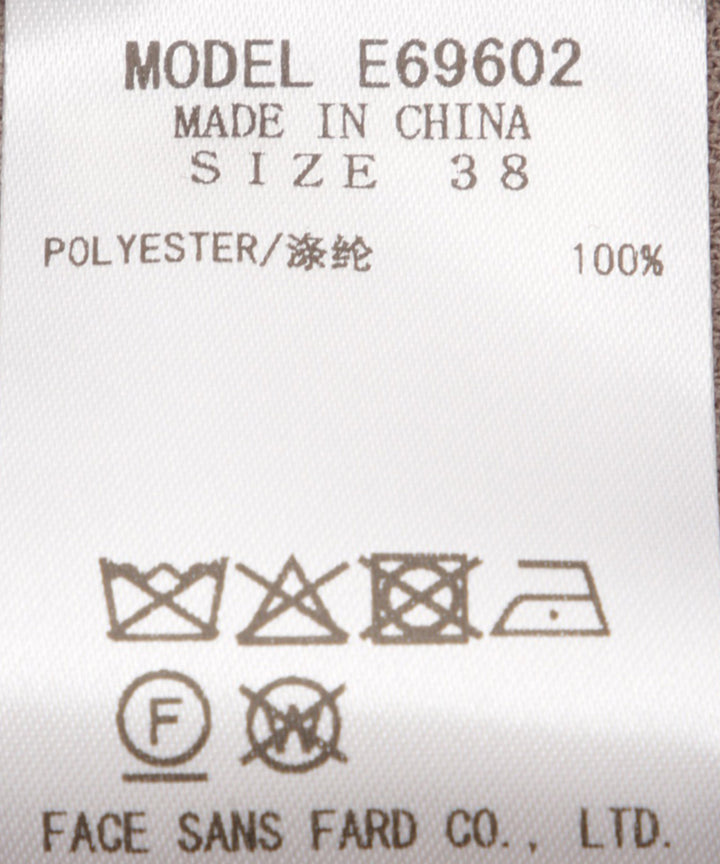 MODEL E69602
MADE IN CHINA
SIZE 38
POLYESTER/涤纶 100%
F
W
FACE SANS FARD CO., LTD.